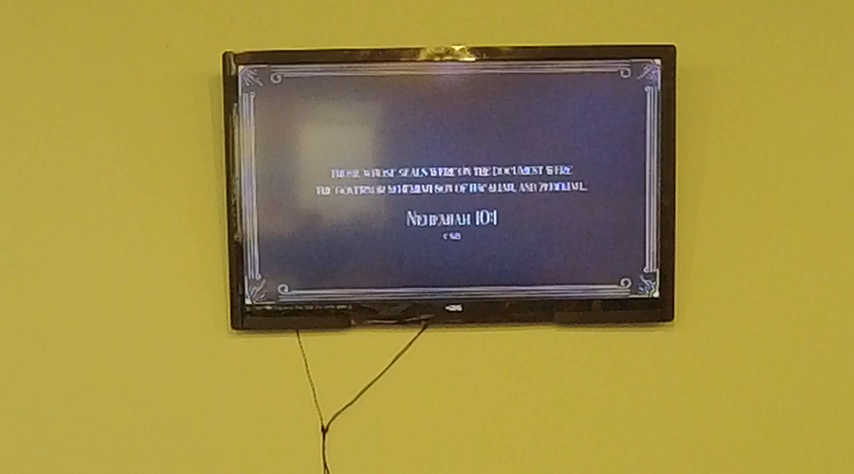 THOSE WHOSE SEALS WERE ON THE DOCUMENT WERE
THE GOVERNOR NEHEMIAH SON OF HACALIAH, AND ZEDEKIAH,
NEHEMIAH 10:1